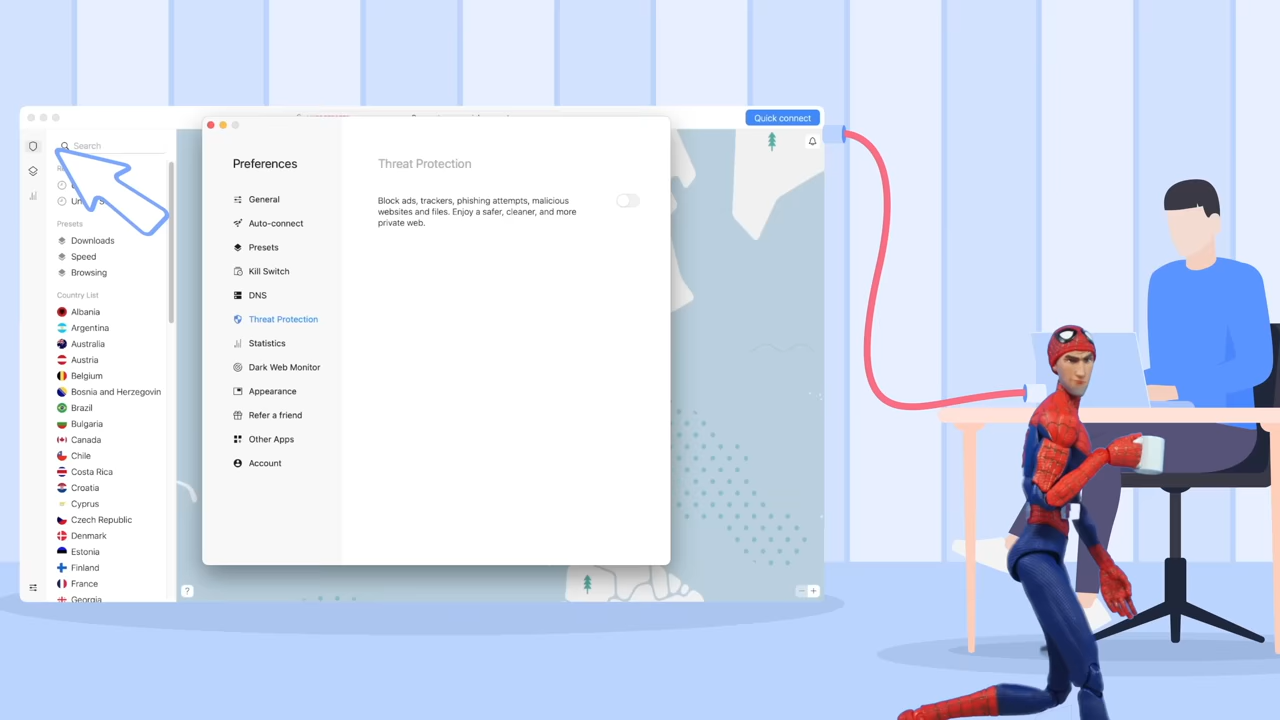 Quick connect
Search
Presets
Downloads
Speed
Browsing
Country List
Albania
Argentina
Australia
Austria
Belgium
Bosnia and Herzegovin
Brazil
Bulgaria
Canada
Chile
Costa Rica
Croatia
Cyprus
Czech Republic
Denmark
Estonia
Finland
France
Georgia
?
Preferences
General
Auto-connect
Presets
Kill Switch
DNS
Threat Protection
Statistics
Dark Web Monitor
Appearance
Refer a friend
Other Apps
Account
Threat Protection
Block ads, trackers, phishing attempts, malicious
websites and files. Enjoy a safer, cleaner, and more
private web.